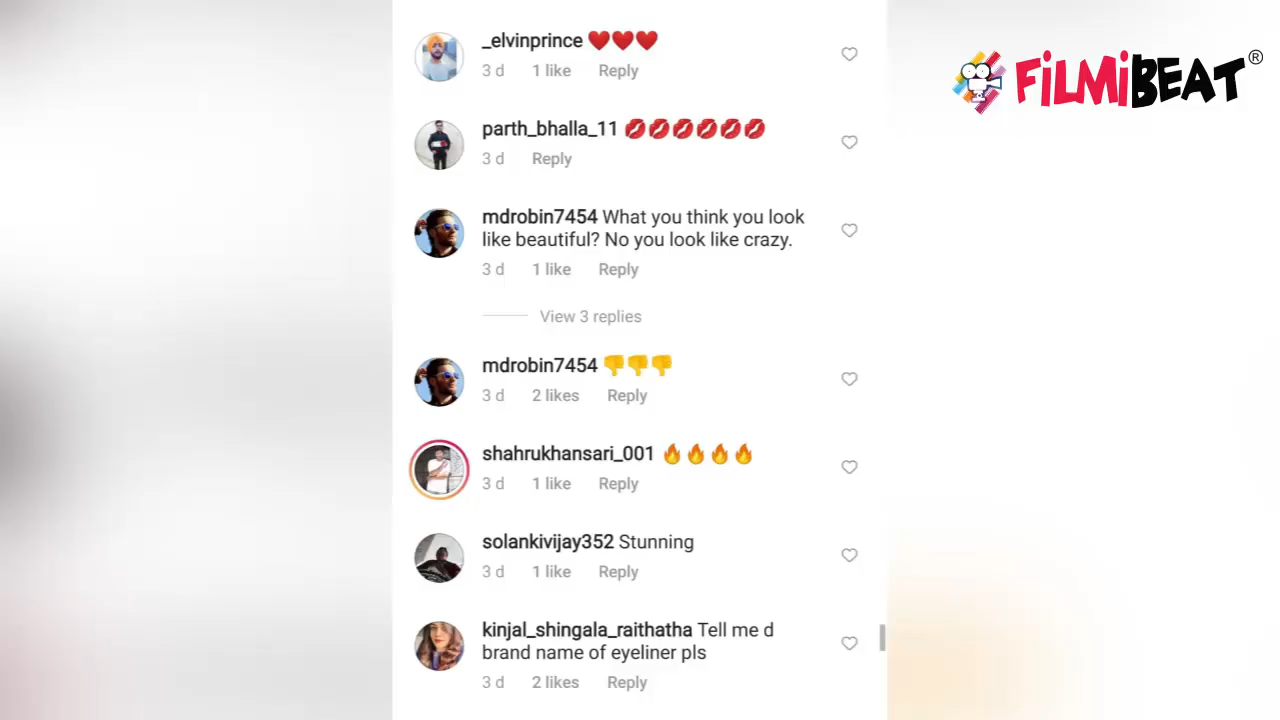 _elvinprince ❤️❤️❤️
3 d 1 like Reply
FiLMiBEAT®
parth_bhalla_11 💋💋💋💋💋💋
3 d Reply
mdrobin7454 What you think you look
like beautiful? No you look like crazy.
3 d 1 like Reply
View 3 replies
mdrobin7454 👎👎👎
3 d 2 likes Reply
shahrukhansari_001 🔥🔥🔥🔥
3 d 1 like Reply
solankivijay352 Stunning
3 d 1 like Reply
kinjal_shingala_raithatha Tell me d
brand name of eyeliner pls
3 d 2 likes Reply